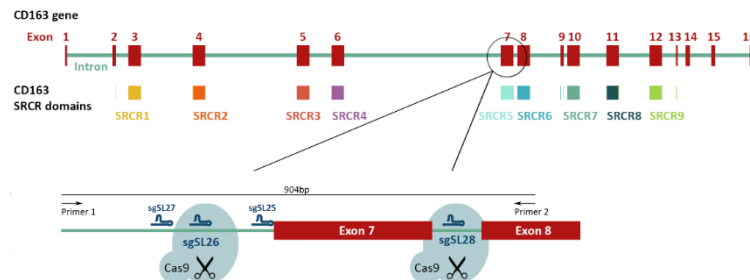 CD163 gene
Exon 1 2 3 4 5 6 7 8 9 10 11 12 13 14 15
Intron
CD163
SRCR domains
SRCR1 SRCR2 SRCR3 SRCR4 SRCR5 SRCR6 SRCR7 SRCR8 SRCR9
904bp
Primer 1 sgSL27 sgSL25 Primer 2
sgSL26 Exon 7 sgSL28 Exon 8
Cas9 Cas9